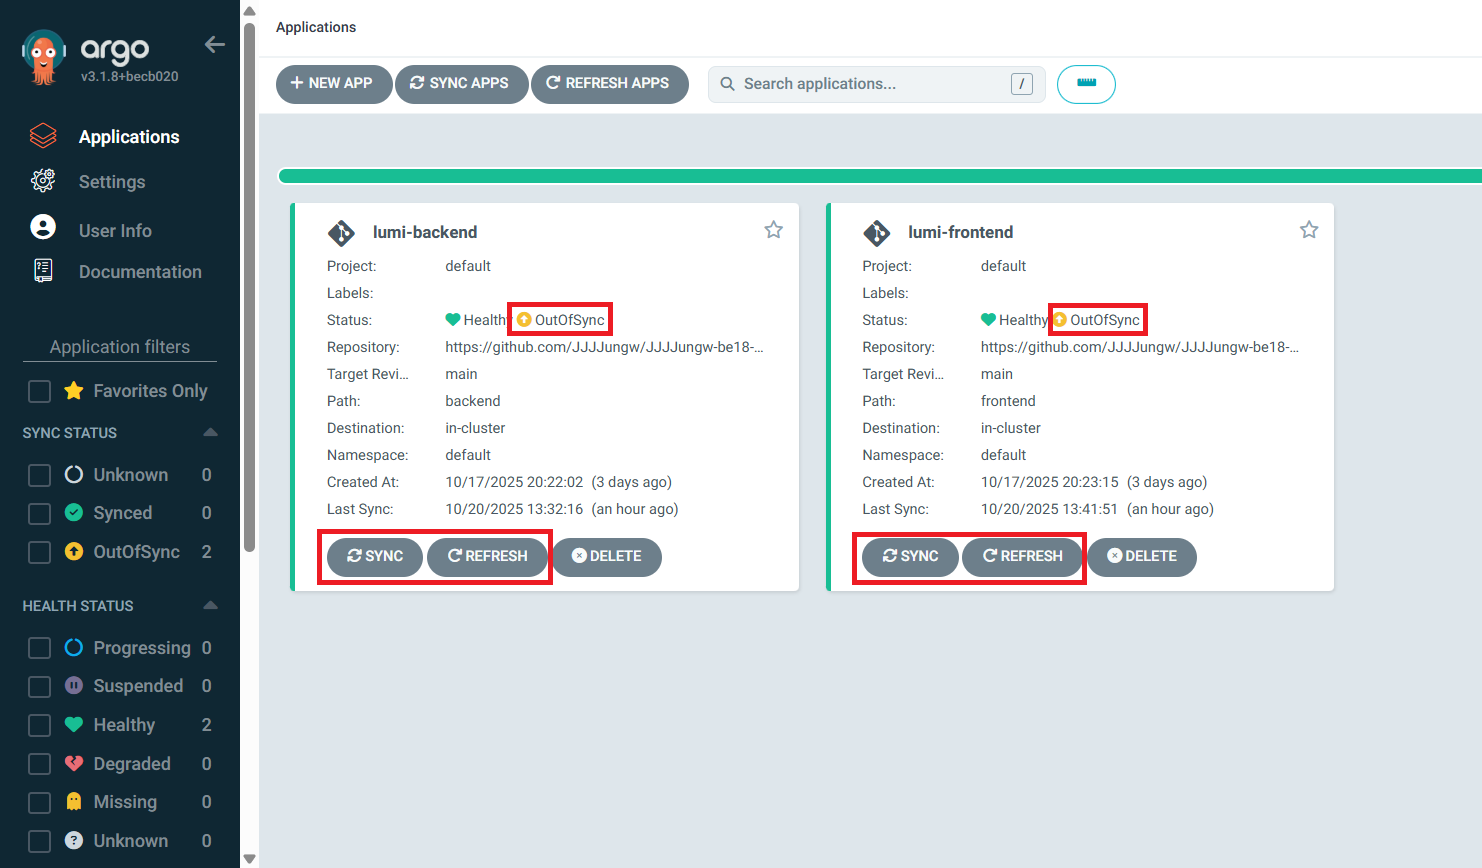 argo
v3.1.8+becb020
Applications
Settings
User Info
Documentation
Application filters
Favorites Only
SYNC STATUS
Unknown 0
Synced 0
OutOfSync 2
HEALTH STATUS
Progressing 0
Suspended 0
Healthy 2
Degraded 0
Missing 0
Unknown 0
Applications
NEW APP SYNC APPS REFRESH APPS Search applications... /
lumi-backend
Project: default
Labels:
Status: Healthy OutOfSync
Repository: https://github.com/JJJJungw/JJJJungw-be18-...
Target Revi... main
Path: backend
Destination: in-cluster
Namespace: default
Created At: 10/17/2025 20:22:02 (3 days ago)
Last Sync: 10/20/2025 13:32:16 (an hour ago)
SYNC REFRESH DELETE
lumi-frontend
Project: default
Labels:
Status: Healthy OutOfSync
Repository: https://github.com/JJJJungw/JJJJungw-be18-...
Target Revi... main
Path: frontend
Destination: in-cluster
Namespace: default
Created At: 10/17/2025 20:23:15 (3 days ago)
Last Sync: 10/20/2025 13:41:51 (an hour ago)
SYNC REFRESH DELETE